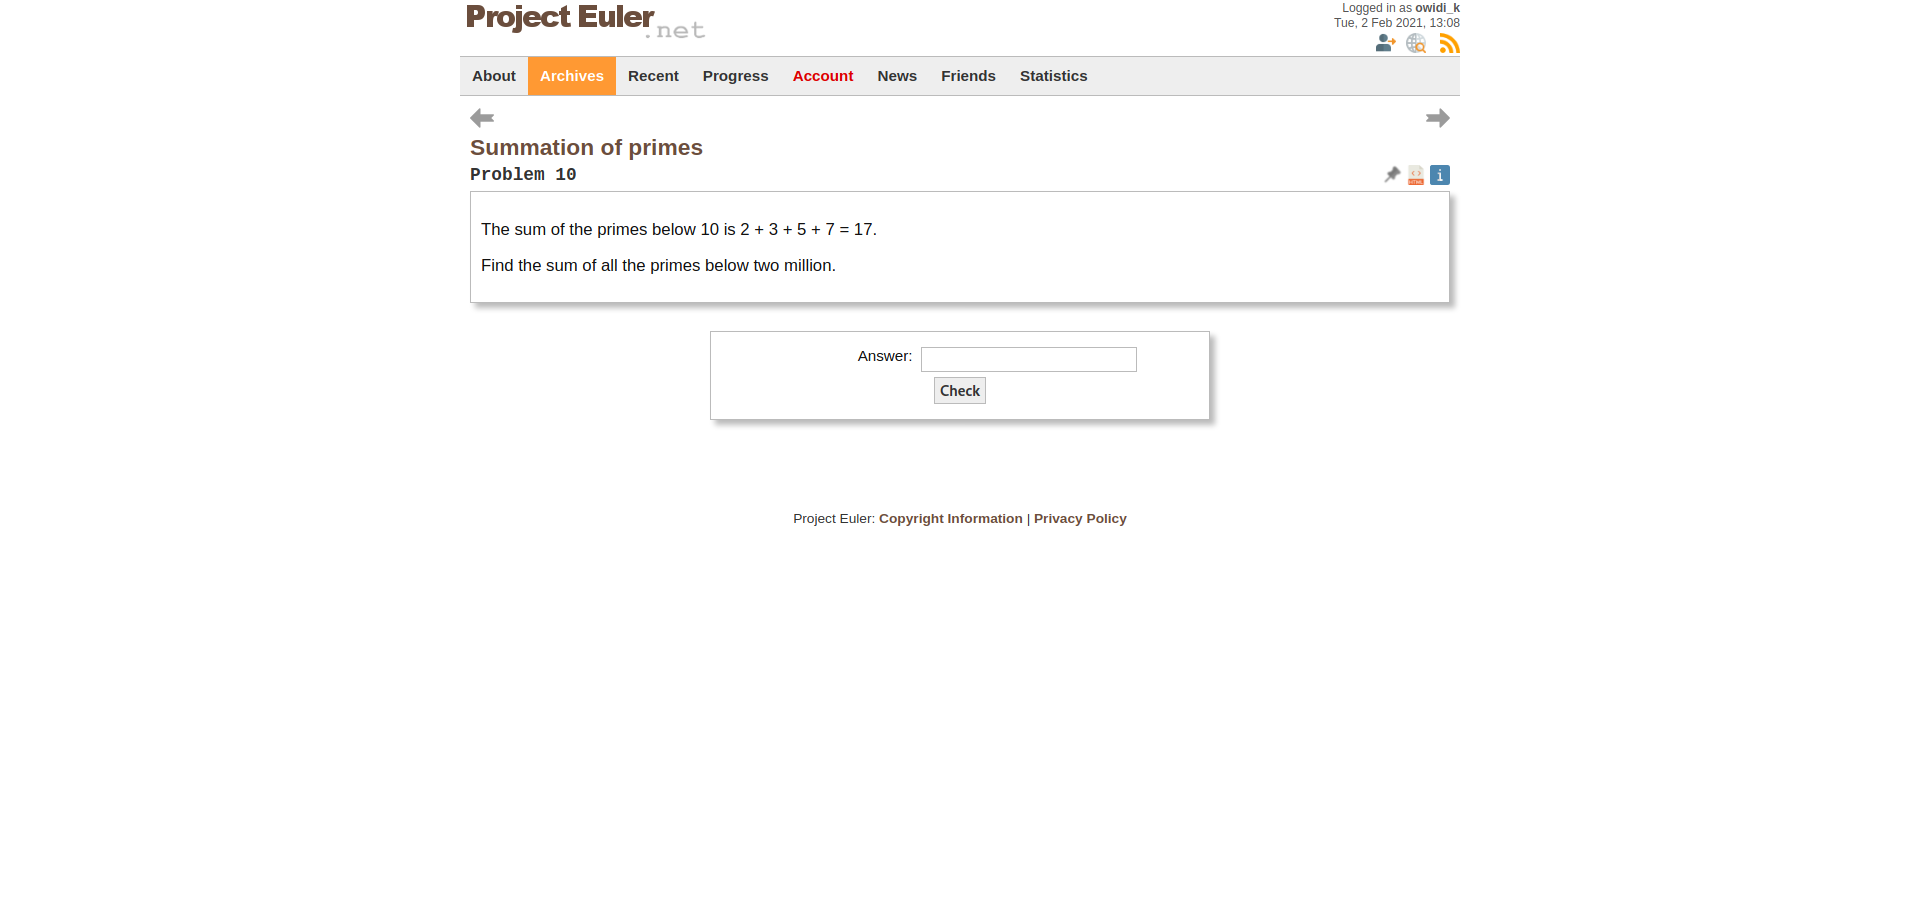 Project Euler
.net
Logged in as owidi_k
Tue, 2 Feb 2021, 13:08
About Archives Recent Progress Account News Friends Statistics
Summation of primes
Problem 10
HTML
i
The sum of the primes below 10 is 2 + 3 + 5 + 7 = 17.
Find the sum of all the primes below two million.
Answer:
Check
Project Euler: Copyright Information | Privacy Policy